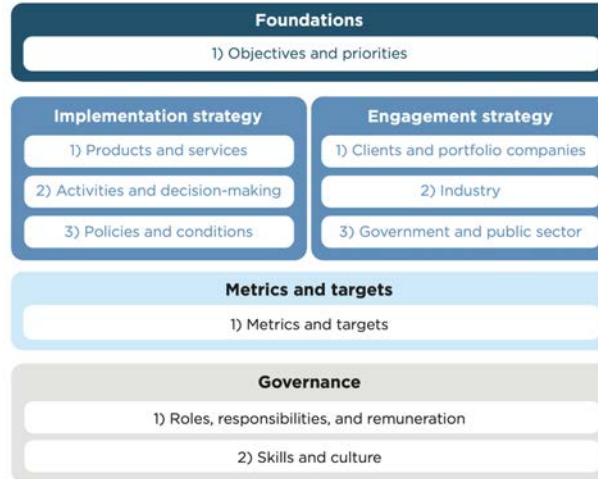 Foundations
1) Objectives and priorities
Implementation strategy
1) Products and services
2) Activities and decision-making
3) Policies and conditions
Engagement strategy
1) Clients and portfolio companies
2) Industry
3) Government and public sector
Metrics and targets
1) Metrics and targets
Governance
1) Roles, responsibilities, and remuneration
2) Skills and culture